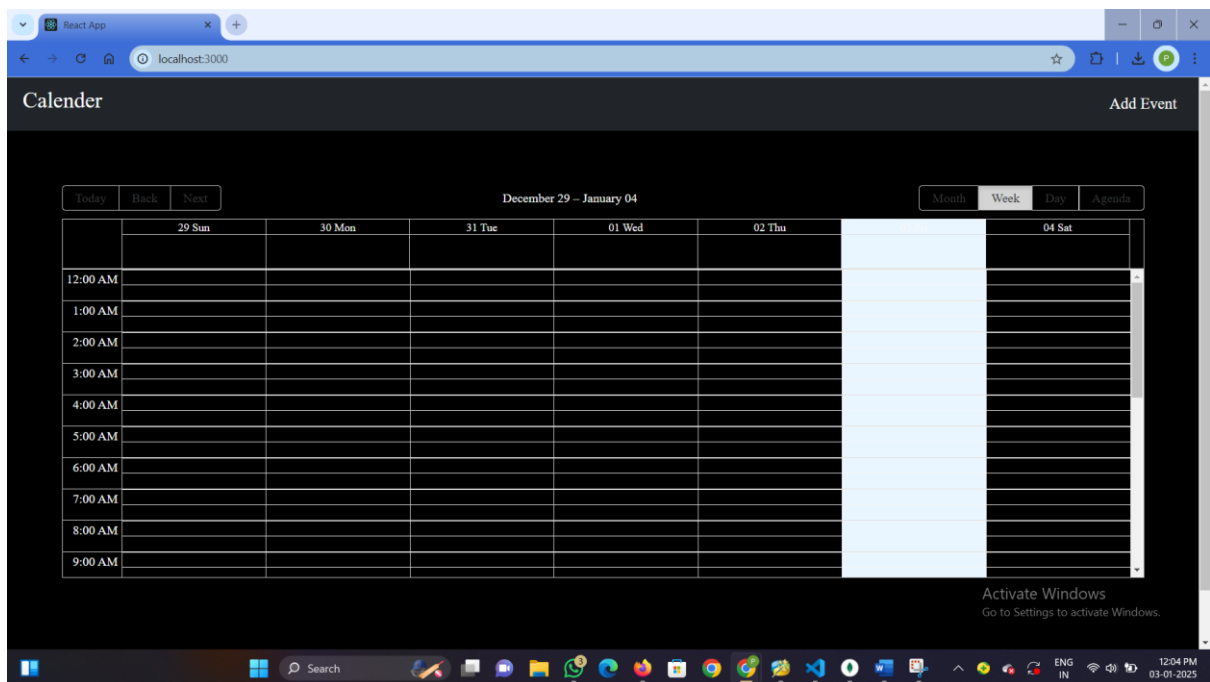 React App
localhost:3000
P
Calender
Add Event
Today Back Next
December 29 – January 04
Month Week Day Agenda
29 Sun 30 Mon 31 Tue 01 Wed 02 Thu 04 Sat
12:00 AM
1:00 AM
2:00 AM
3:00 AM
4:00 AM
5:00 AM
6:00 AM
7:00 AM
8:00 AM
9:00 AM
Activate Windows
Go to Settings to activate Windows.
Search
3
ENG
IN
12:04 PM
03-01-2025